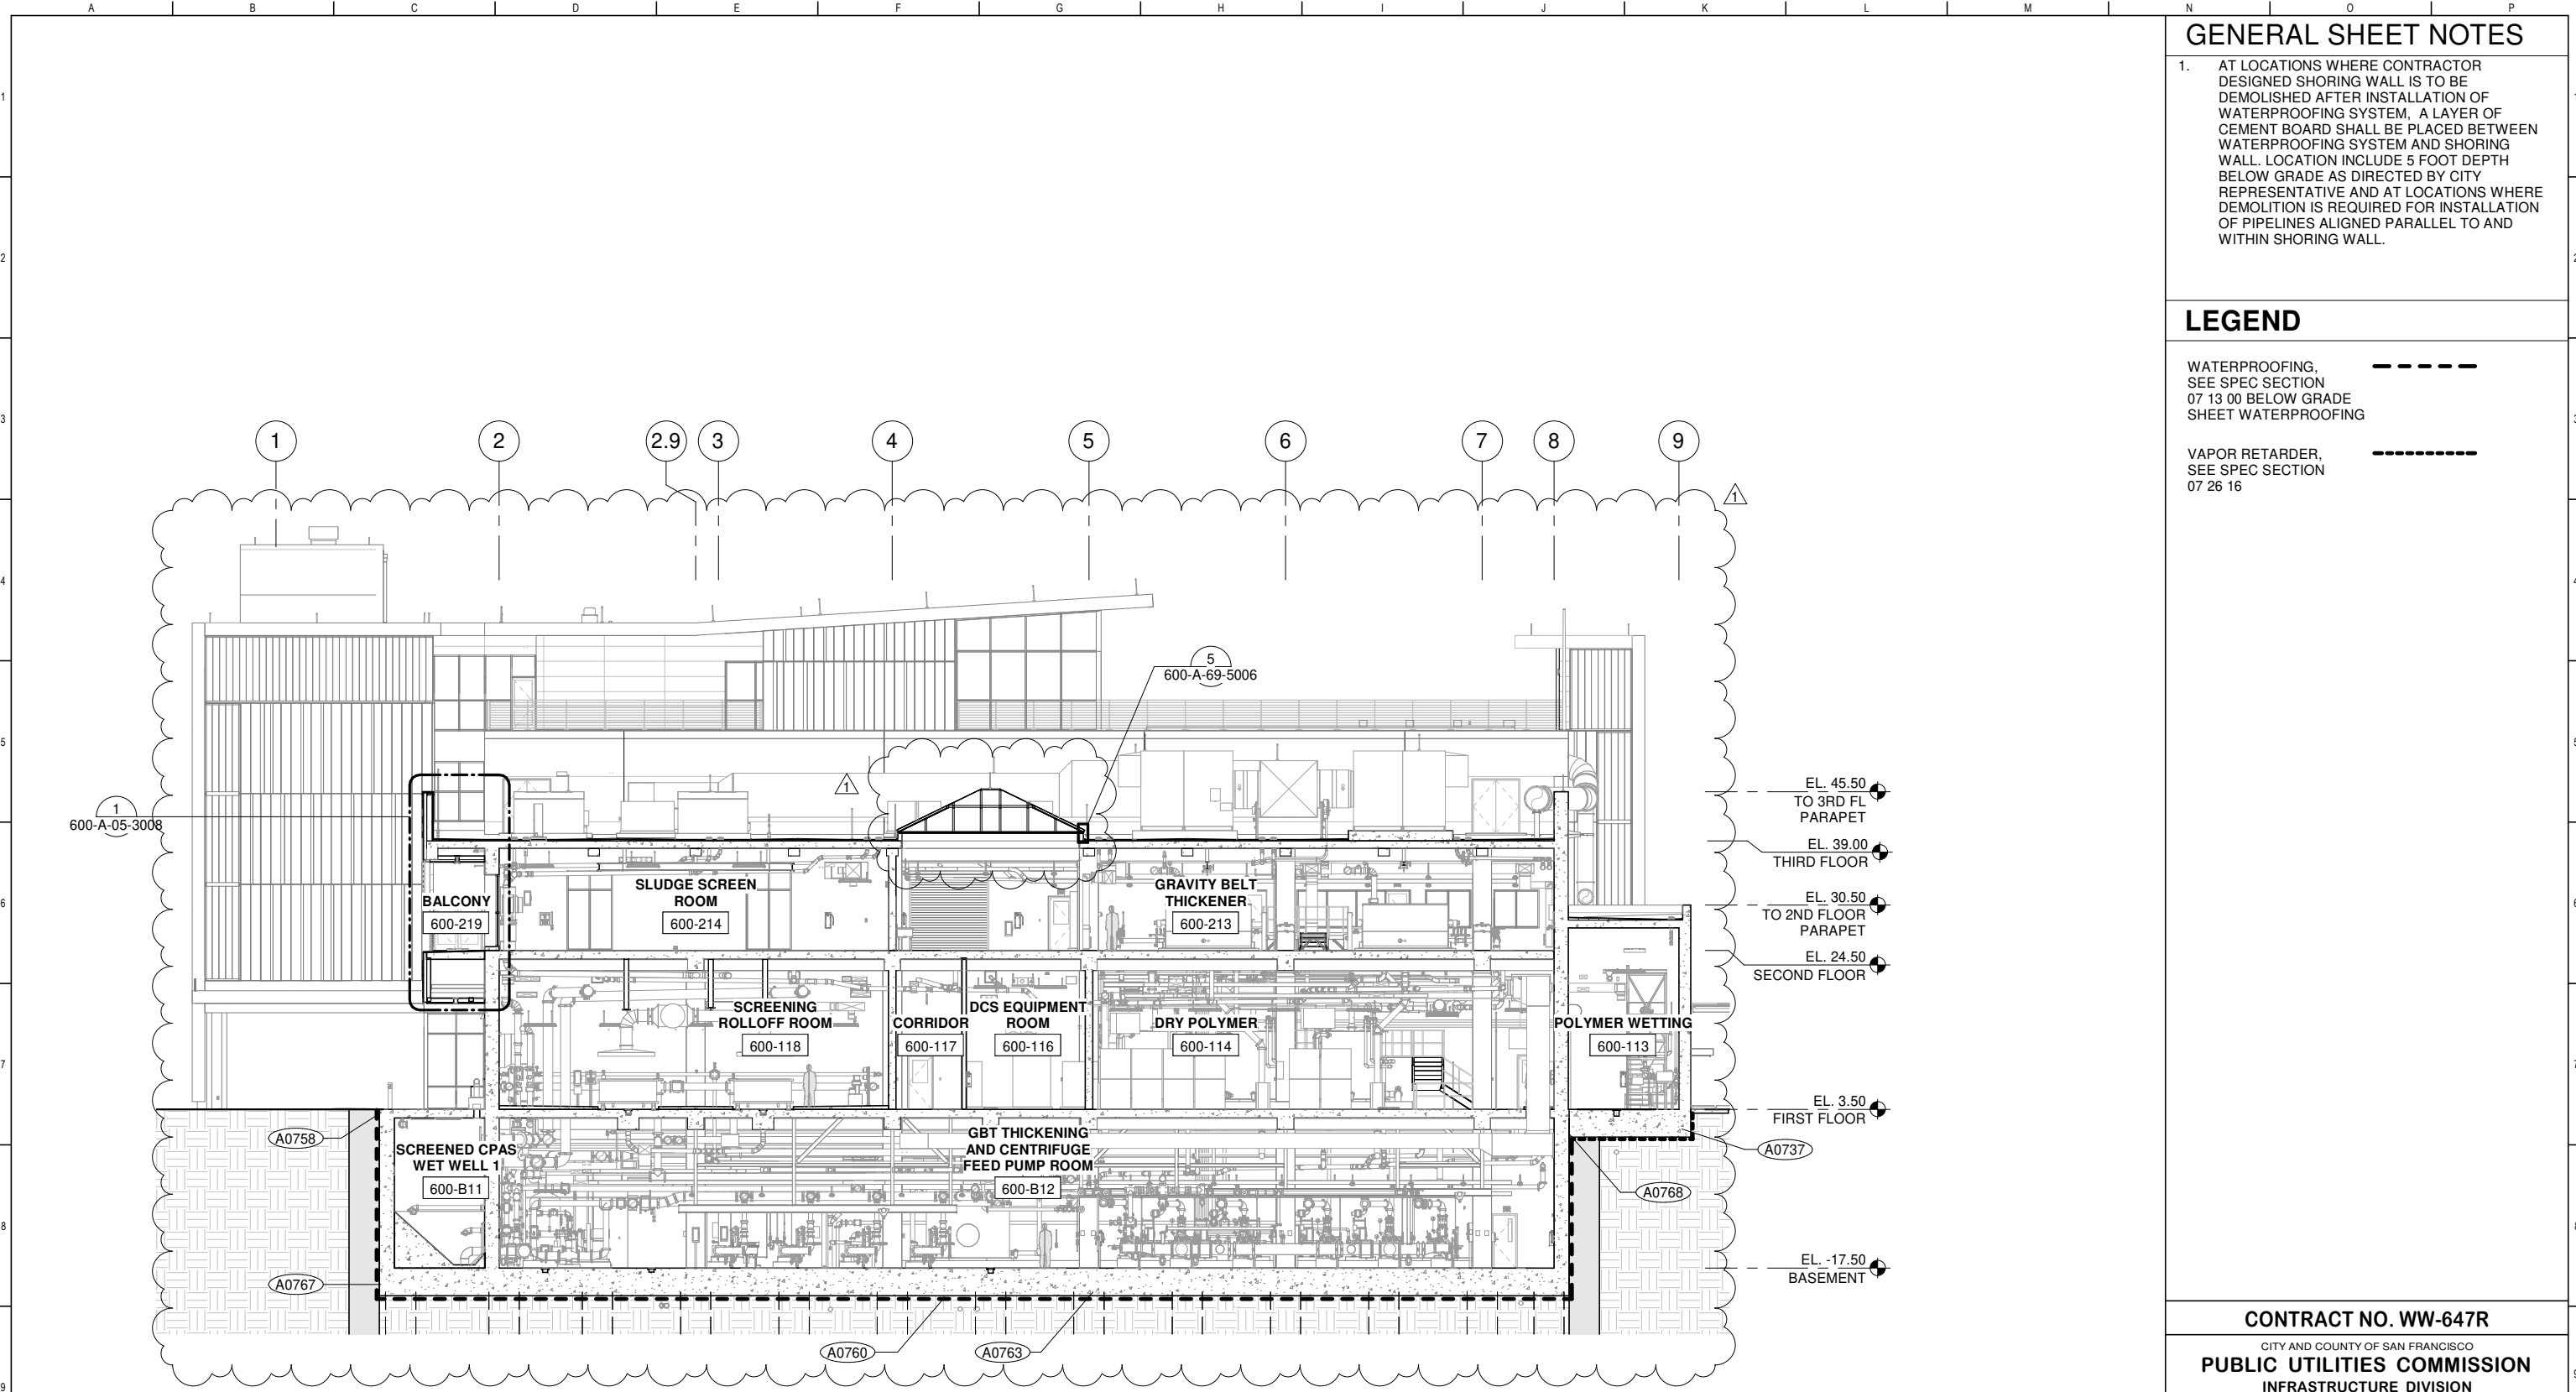 A B C D E F G H I J K L M N O P
GENERAL SHEET NOTES
1. AT LOCATIONS WHERE CONTRACTOR
DESIGNED SHORING WALL IS TO BE
DEMOLISHED AFTER INSTALLATION OF
WATERPROOFING SYSTEM, A LAYER OF
CEMENT BOARD SHALL BE PLACED BETWEEN
WATERPROOFING SYSTEM AND SHORING
WALL. LOCATION INCLUDE 5 FOOT DEPTH
BELOW GRADE AS DIRECTED BY CITY
REPRESENTATIVE AND AT LOCATIONS WHERE
DEMOLITION IS REQUIRED FOR INSTALLATION
OF PIPELINES ALIGNED PARALLEL TO AND
WITHIN SHORING WALL.
LEGEND
WATERPROOFING,
SEE SPEC SECTION
07 13 00 BELOW GRADE
SHEET WATERPROOFING
VAPOR RETARDER,
SEE SPEC SECTION
07 26 16
1
2
3
4
5
6
7
8
9
1 2 2.9 3 4 5 6 7 8 9
1
5
600-A-69-5006
1
1
600-A-05-3008
EL. 45.50
TO 3RD FL
PARAPET
EL. 39.00
THIRD FLOOR
EL. 30.50
TO 2ND FLOOR
PARAPET
EL. 24.50
SECOND FLOOR
EL. 3.50
FIRST FLOOR
EL. -17.50
BASEMENT
BALCONY
600-219
SLUDGE SCREEN
ROOM
600-214
GRAVITY BELT
THICKENER
600-213
SCREENING
ROLLOFF ROOM
600-118
CORRIDOR
600-117
DCS EQUIPMENT
ROOM
600-116
DRY POLYMER
600-114
POLYMER WETTING
600-113
SCREENED CPAS
WET WELL 1
600-B11
GBT THICKENING
AND CENTRIFUGE
FEED PUMP ROOM
600-B12
A0758
A0737
A0768
A0767
A0760
A0763
CONTRACT NO. WW-647R
CITY AND COUNTY OF SAN FRANCISCO
PUBLIC UTILITIES COMMISSION
INFRASTRUCTURE DIVISION